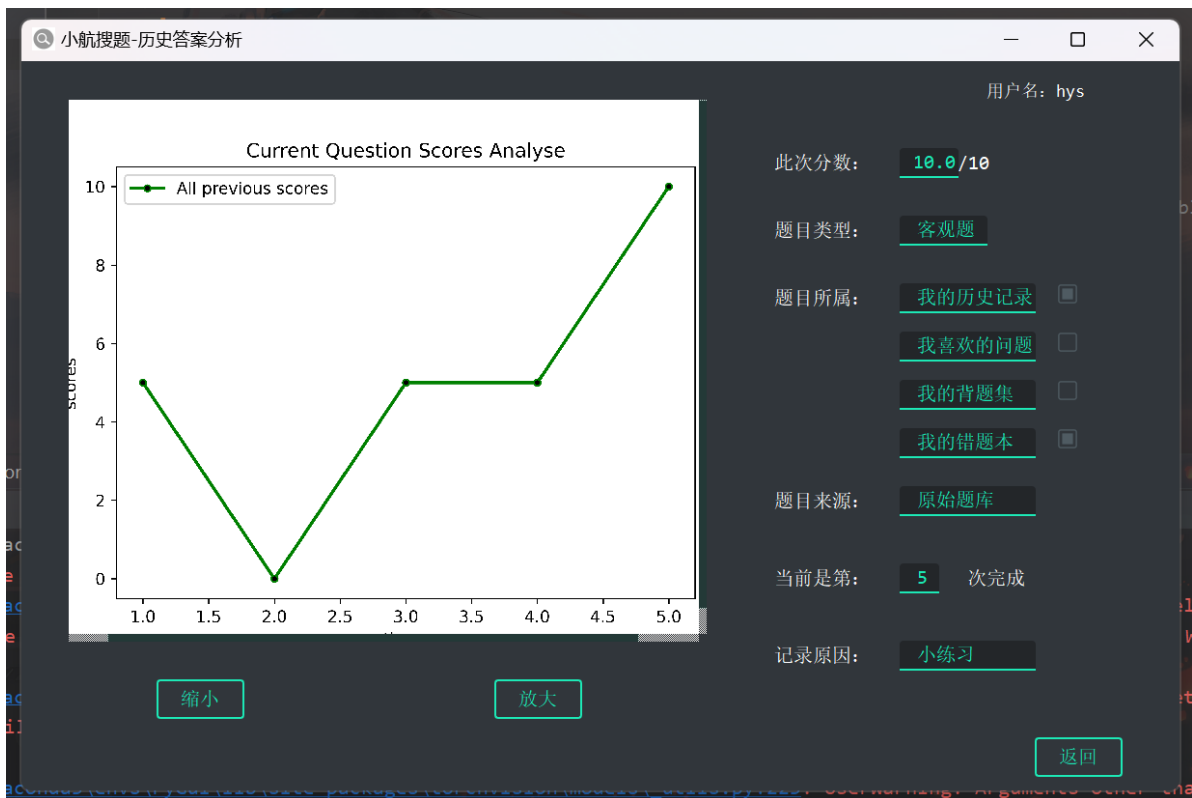 小航搜题-历史答案分析
用户名：hys
Current Question Scores Analyse
All previous scores
10
8
6
4
2
0
scores
1.0 1.5 2.0 2.5 3.0 3.5 4.0 4.5 5.0
缩小 放大
此次分数： 10.0/10
题目类型： 客观题
题目所属： 我的历史记录
我喜欢的问题
我的背题集
我的错题本
题目来源： 原始题库
当前是第： 5 次完成
记录原因： 小练习
返回